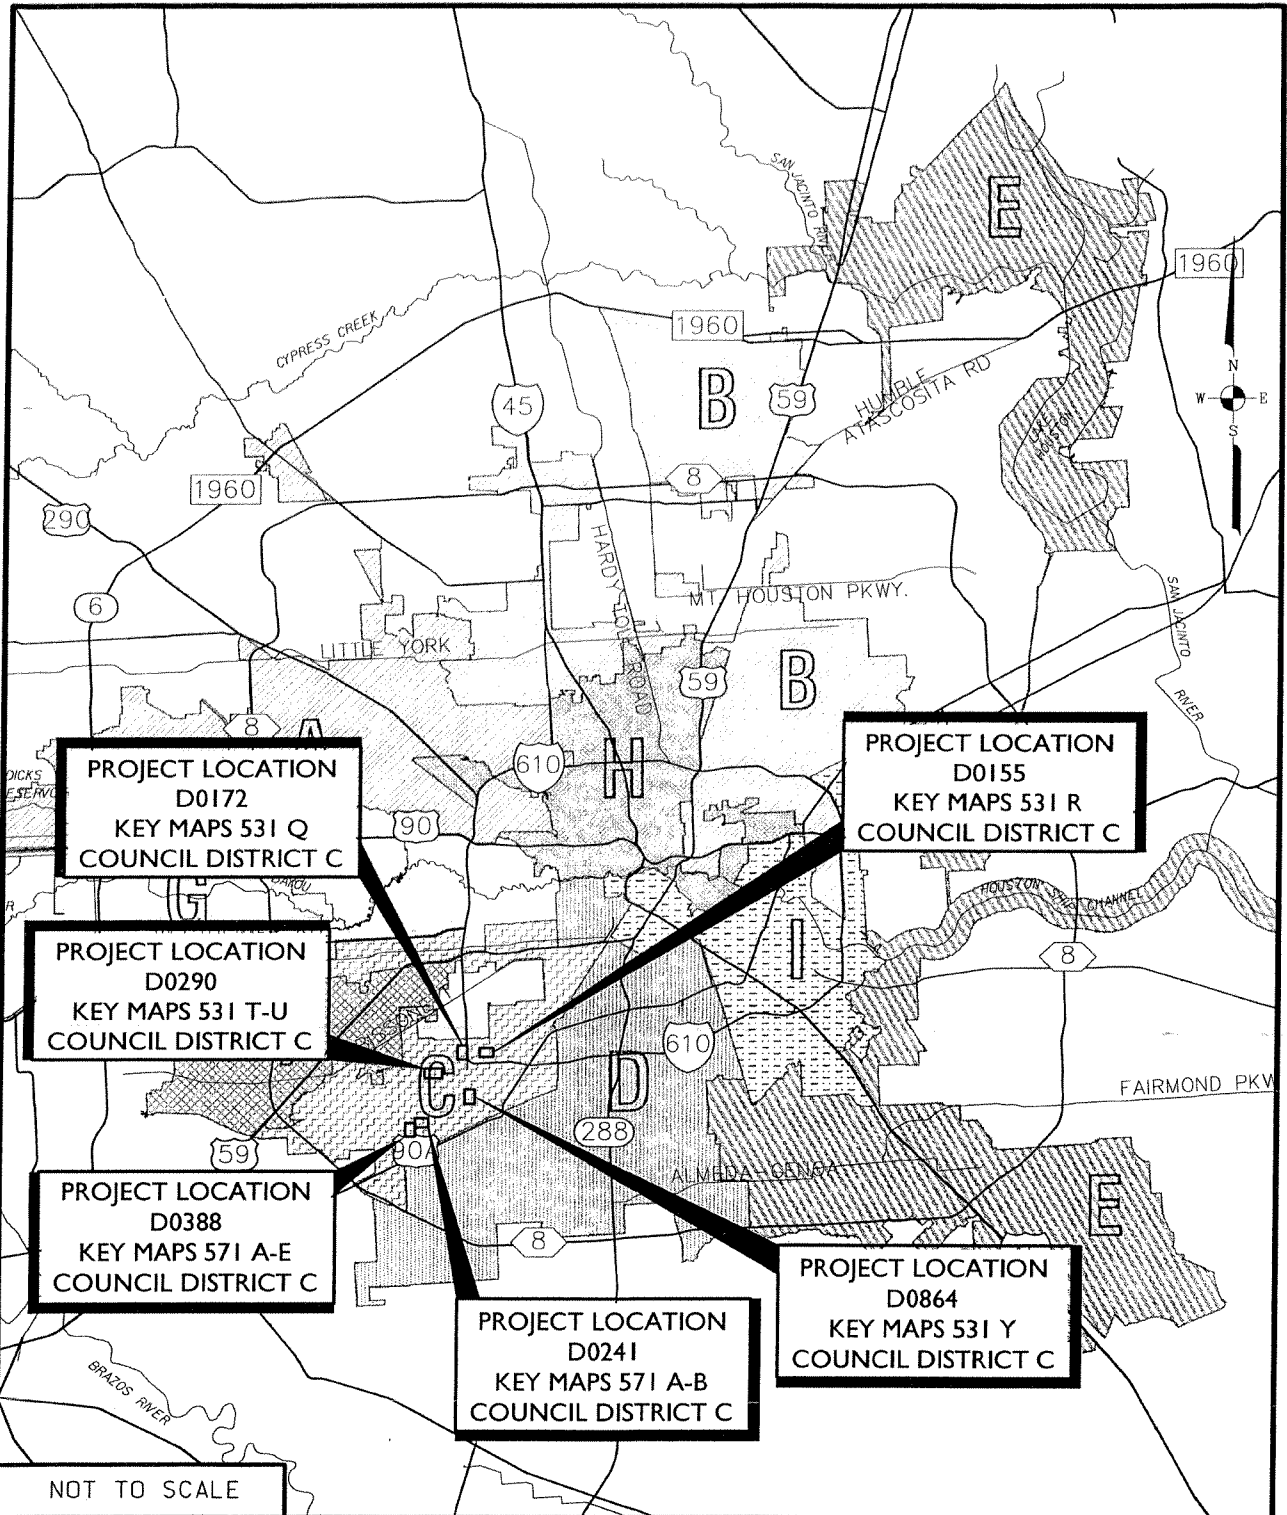 SAN JACINTO RIVER
E
1960
CYPRESS CREEK
1960
B
45
59
HUMBLE
ATASCOSITA RD
N
W E
S
LAKE
HOUSTON
8
1960
290
HARDY TOLL ROAD
6
MT HOUSTON PKWY.
SAN JACINTO
RIVER
LITTLE YORK
59
B
8
A
610
H
PROJECT LOCATION
D0172
KEY MAPS 531 Q
COUNCIL DISTRICT C
PROJECT LOCATION
D0155
KEY MAPS 531 R
COUNCIL DISTRICT C
90
G
HOUSTON SHIP CHANNEL
I
8
PROJECT LOCATION
D0290
KEY MAPS 531 T-U
COUNCIL DISTRICT C
610
C
D
FAIRMOND PKW
288
59
90A
ALMEDA-GENOA
E
8
PROJECT LOCATION
D0388
KEY MAPS 571 A-E
COUNCIL DISTRICT C
PROJECT LOCATION
D0864
KEY MAPS 531 Y
COUNCIL DISTRICT C
PROJECT LOCATION
D0241
KEY MAPS 571 A-B
COUNCIL DISTRICT C
BRAZOS RIVER
NOT TO SCALE